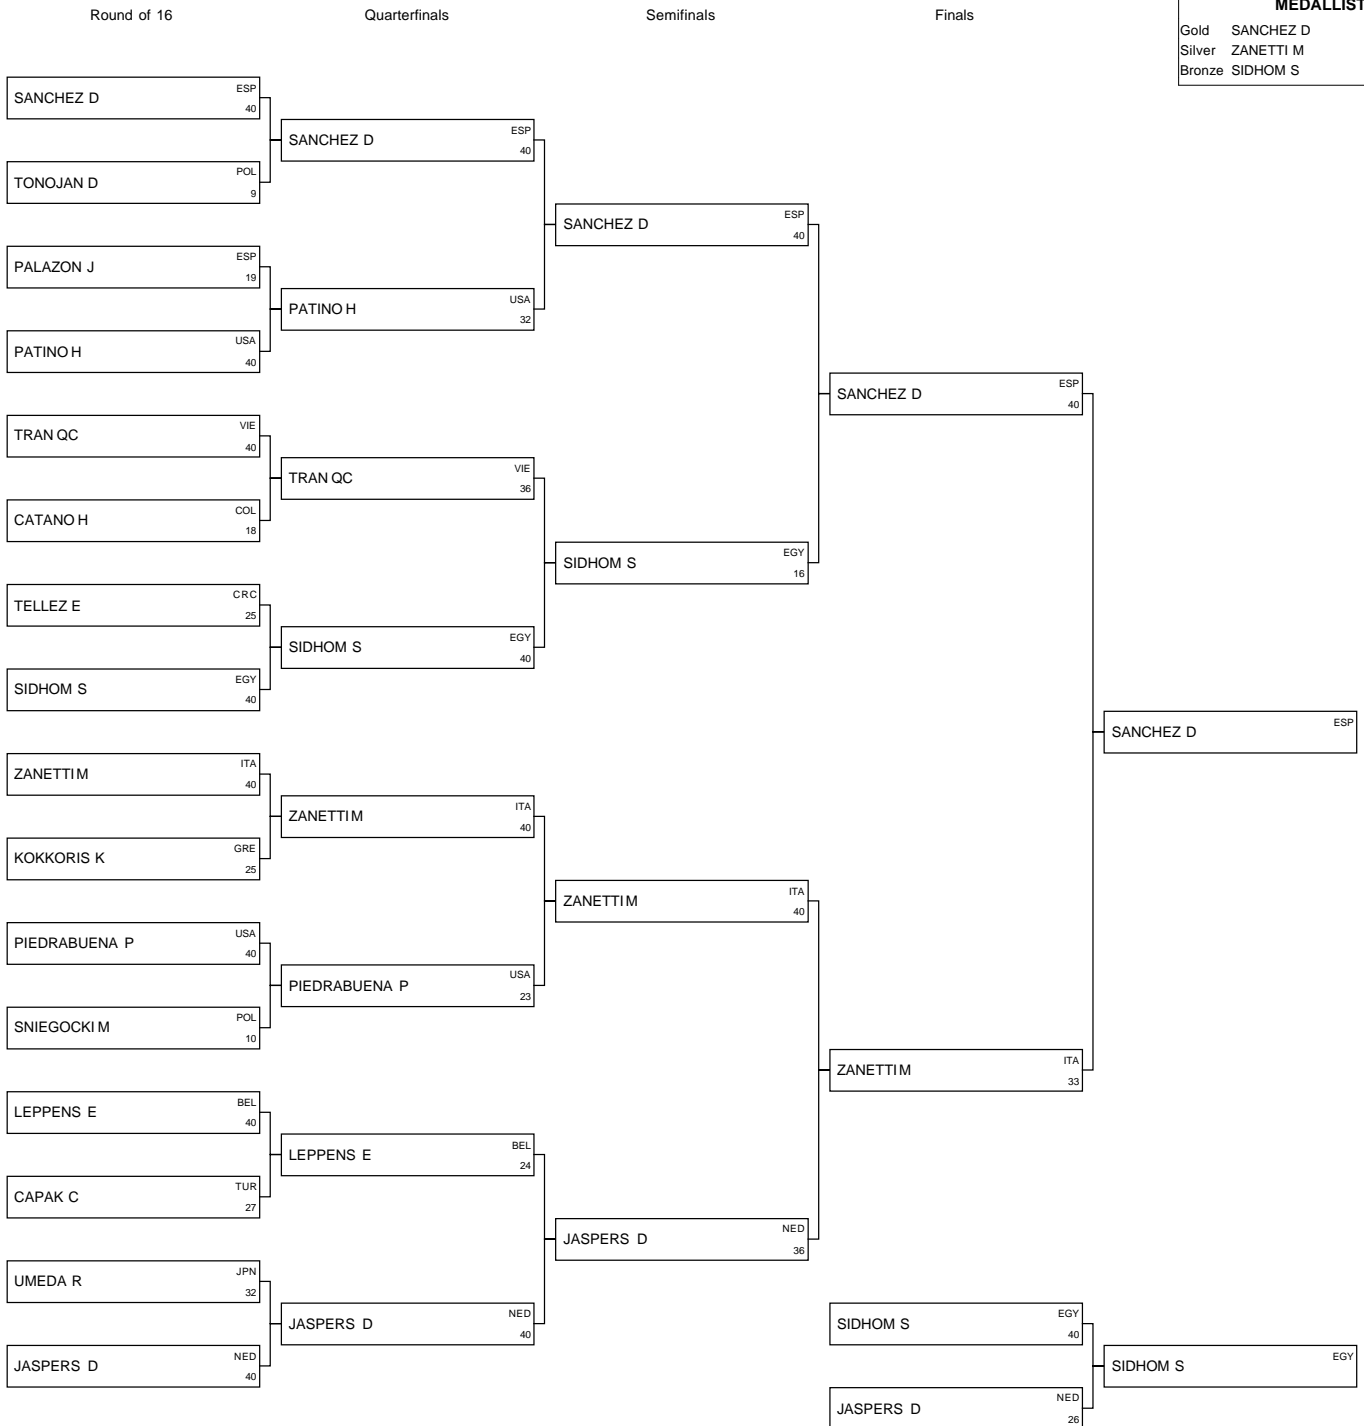 Round of 16
Quarterfinals
Semifinals
Finals
MEDALLIST
Gold SANCHEZ D
Silver ZANETTI M
Bronze SIDHOM S
SANCHEZ D ESP 40
TONOJAN D POL 9
PALAZON J ESP 19
PATINO H USA 40
TRAN QC VIE 40
CATANO H COL 18
TELLEZ E CRC 25
SIDHOM S EGY 40
ZANETTI M ITA 40
KOKKORIS K GRE 25
PIEDRABUENA P USA 40
SNIEGOCKI M POL 10
LEPPENS E BEL 40
CAPAK C TUR 27
UMEDA R JPN 32
JASPERS D NED 40
SANCHEZ D ESP 40
PATINO H USA 32
TRAN QC VIE 36
SIDHOM S EGY 40
ZANETTI M ITA 40
PIEDRABUENA P USA 23
LEPPENS E BEL 24
JASPERS D NED 40
SANCHEZ D ESP 40
SIDHOM S EGY 16
ZANETTI M ITA 40
JASPERS D NED 36
SANCHEZ D ESP 40
ZANETTI M ITA 33
SIDHOM S EGY 40
JASPERS D NED 26
SANCHEZ D ESP
SIDHOM S EGY